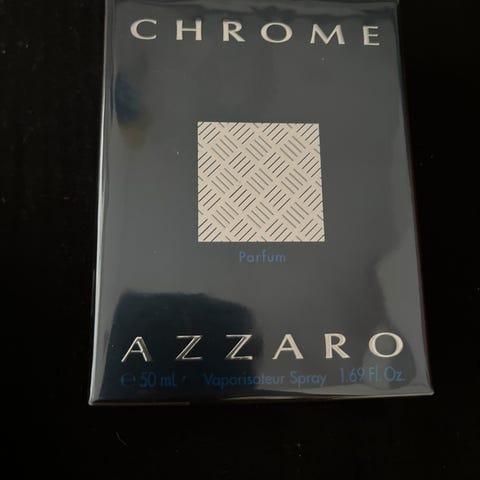 CHROME
Parfum
AZZARO
℮ 50 ml Vaporisateur Spray 1.69 Fl. Oz.